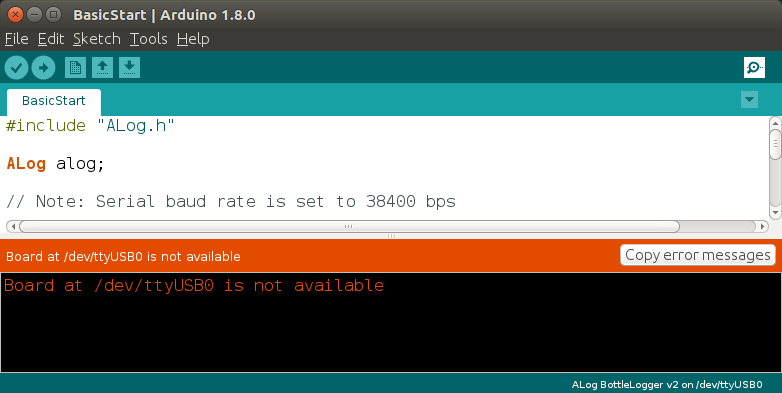 BasicStart | Arduino 1.8.0
File Edit Sketch Tools Help
BasicStart
#include "ALog.h"
ALog alog;
// Note: Serial baud rate is set to 38400 bps
Board at /dev/ttyUSB0 is not available
Copy error messages
Board at /dev/ttyUSB0 is not available
ALog BottleLogger v2 on /dev/ttyUSB0